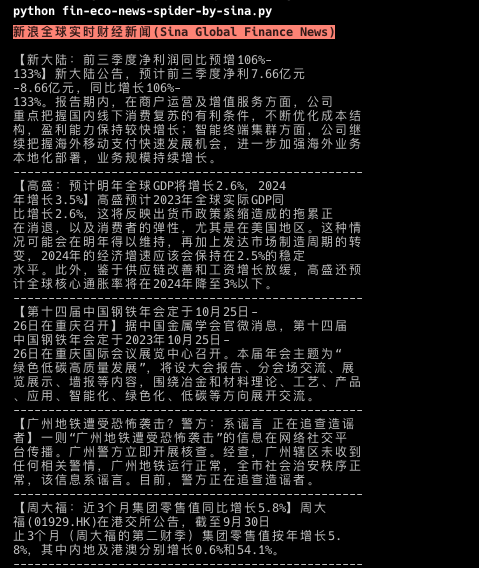 python fin-eco-news-spider-by-sina.py
新浪全球实时财经新闻(Sina Global Finance News)
【新大陆：前三季度净利润同比预增106%-
133%】新大陆公告，预计前三季度净利7.66亿元
-8.66亿元，同比增长106%-
133%。报告期内，在商户运营及增值服务方面，公司
重点把握国内线下消费复苏的有利条件，不断优化成本结
构，盈利能力保持较快增长；智能终端集群方面，公司继
续把握海外移动支付快速发展机会，进一步加强海外业务
本地化部署，业务规模持续增长。
--------------------------------------------------
【高盛：预计明年全球GDP将增长2.6%，2024
年增长3.5%】高盛预计2023年全球实际GDP同
比增长2.6%，这将反映出货币政策紧缩造成的拖累正
在消退，以及消费者的弹性，尤其是在美国地区。这种情
况可能会在明年得以维持，再加上发达市场制造周期的转
变，2024年的经济增速应该会保持在2.5%的稳定
水平。此外，鉴于供应链改善和工资增长放缓，高盛还预
计全球核心通胀率将在2024年降至3%以下。
--------------------------------------------------
【第十四届中国钢铁年会定于10月25日-
26日在重庆召开】据中国金属学会官微消息，第十四届
中国钢铁年会定于2023年10月25日-
26日在重庆国际会议展览中心召开。本届年会主题为“
绿色低碳高质量发展”，将设大会报告、分会场交流、展
览展示、墙报等内容，围绕冶金和材料理论、工艺、产品
、应用、智能化、绿色化、低碳等方向展开交流。
--------------------------------------------------
【广州地铁遭受恐怖袭击？警方：系谣言 正在追查造谣
者】一则“广州地铁遭受恐怖袭击”的信息在网络社交平
台传播。广州警方立即开展核查。经查，广州辖区未收到
任何相关警情，广州地铁运行正常，全市社会治安秩序正
常，该信息系谣言。目前，警方正在追查造谣者。
--------------------------------------------------
【周大福：近3个月集团零售值同比增长5.8%】周大
福(01929.HK)在港交所公告，截至9月30日
止3个月（周大福的第二财季）集团零售值按年增长5.
8%，其中内地及港澳分别增长0.6%和54.1%。
--------------------------------------------------